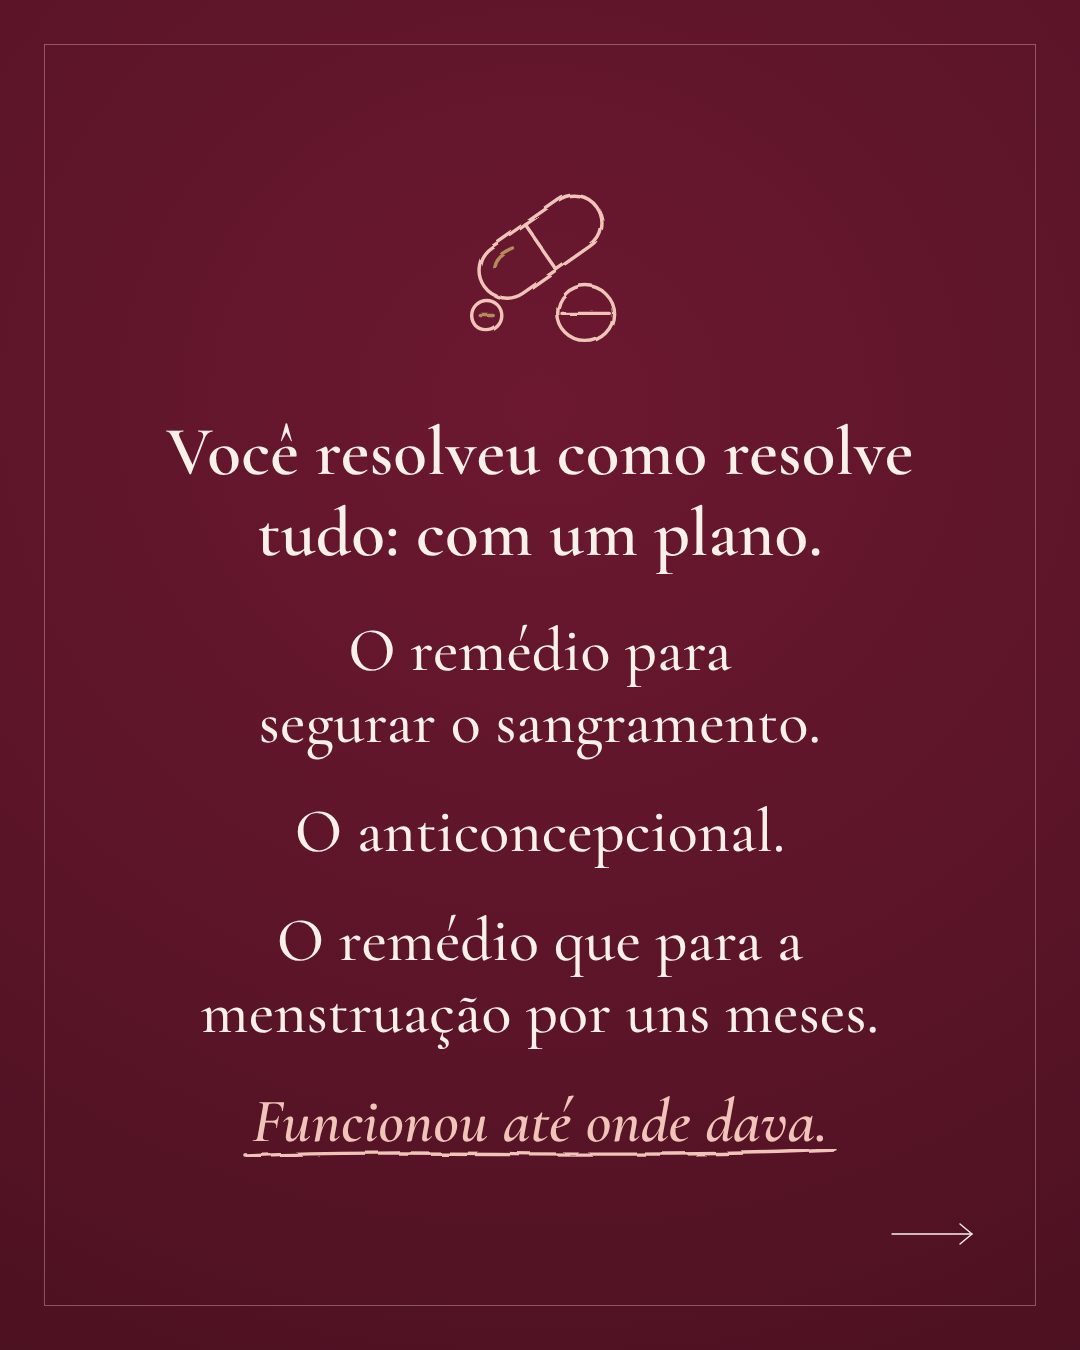 Você resolveu como resolve
tudo: com um plano.
O remédio para
segurar o sangramento.
O anticoncepcional.
O remédio que para a
menstruação por uns meses.
Funcionou até onde dava.